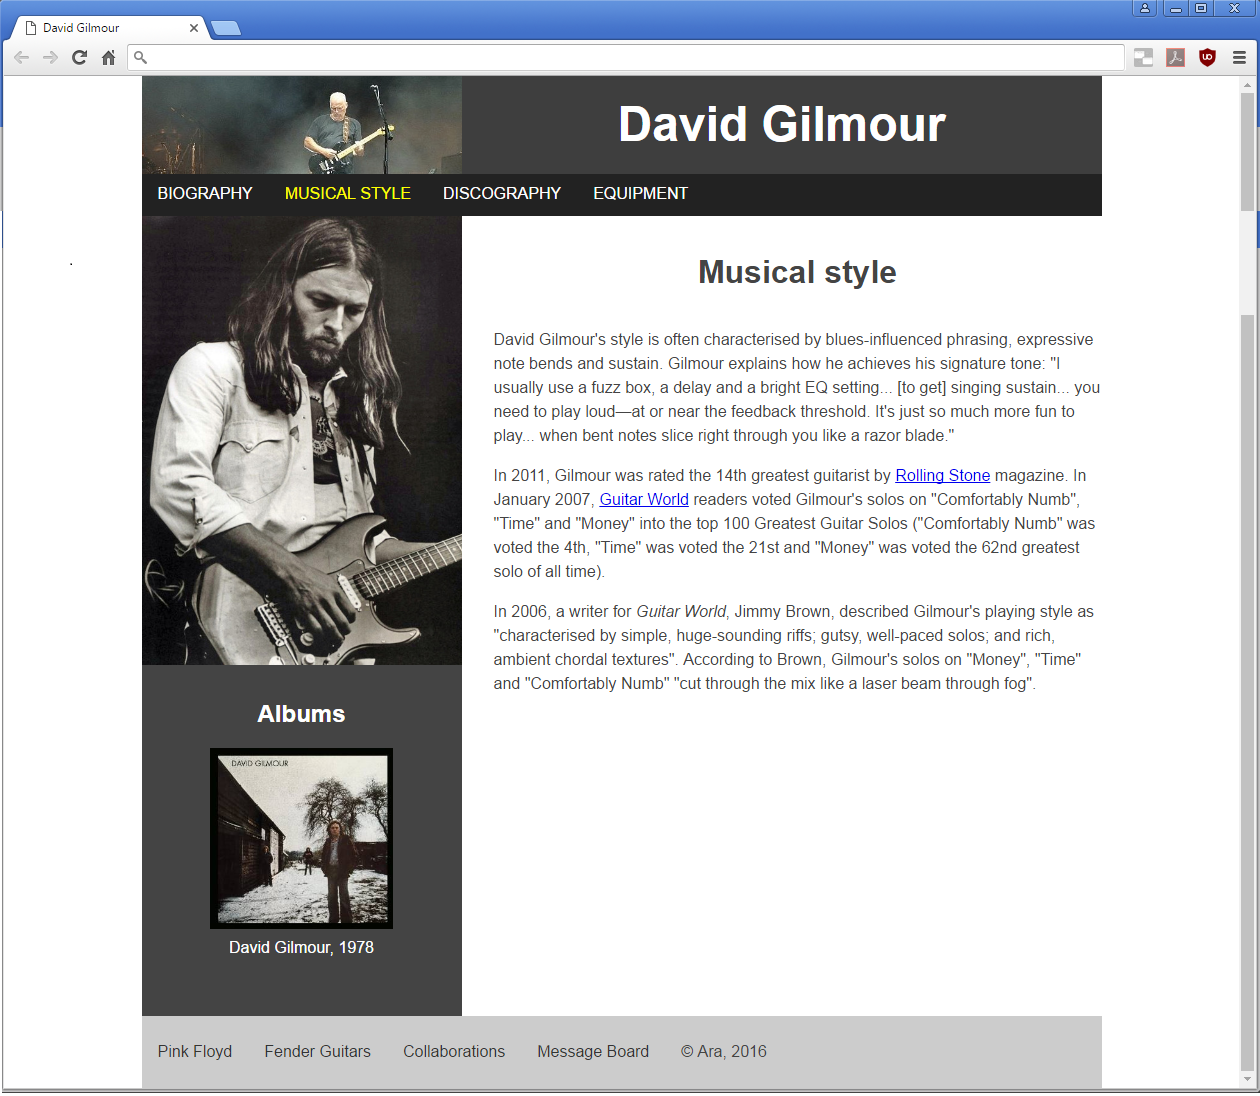 David Gilmour
David Gilmour
BIOGRAPHY MUSICAL STYLE DISCOGRAPHY EQUIPMENT
Musical style
David Gilmour's style is often characterised by blues-influenced phrasing, expressive
note bends and sustain. Gilmour explains how he achieves his signature tone: "I
usually use a fuzz box, a delay and a bright EQ setting... [to get] singing sustain... you
need to play loud—at or near the feedback threshold. It's just so much more fun to
play... when bent notes slice right through you like a razor blade."
In 2011, Gilmour was rated the 14th greatest guitarist by Rolling Stone magazine. In
January 2007, Guitar World readers voted Gilmour's solos on "Comfortably Numb",
"Time" and "Money" into the top 100 Greatest Guitar Solos ("Comfortably Numb" was
voted the 4th, "Time" was voted the 21st and "Money" was voted the 62nd greatest
solo of all time).
In 2006, a writer for Guitar World, Jimmy Brown, described Gilmour's playing style as
"characterised by simple, huge-sounding riffs; gutsy, well-paced solos; and rich,
ambient chordal textures". According to Brown, Gilmour's solos on "Money", "Time"
and "Comfortably Numb" "cut through the mix like a laser beam through fog".
Albums
DAVID GILMOUR
David Gilmour, 1978
Pink Floyd Fender Guitars Collaborations Message Board © Ara, 2016